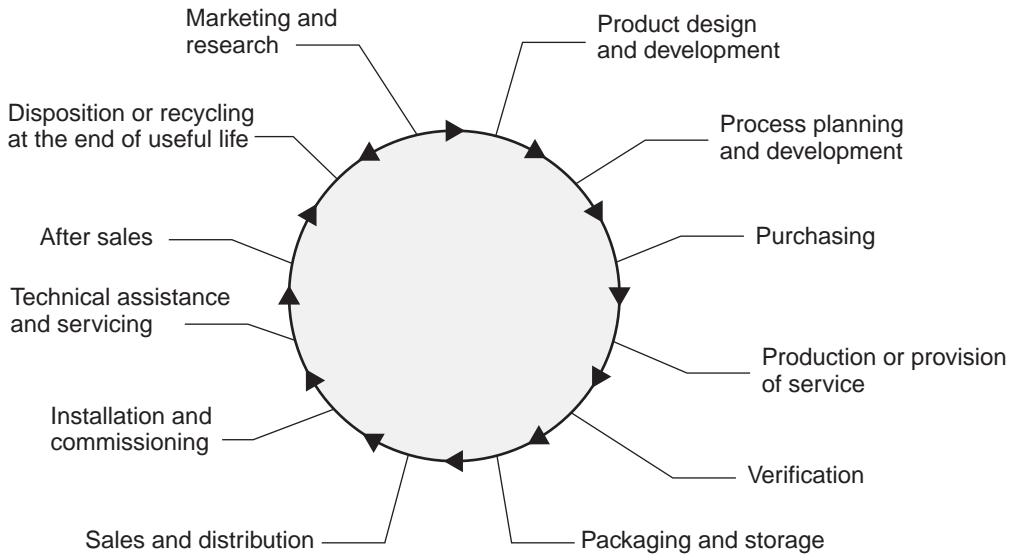 Marketing and
research
Product design
and development
Process planning
and development
Purchasing
Production or provision
of service
Verification
Packaging and storage
Sales and distribution
Installation and
commissioning
Technical assistance
and servicing
After sales
Disposition or recycling
at the end of useful life